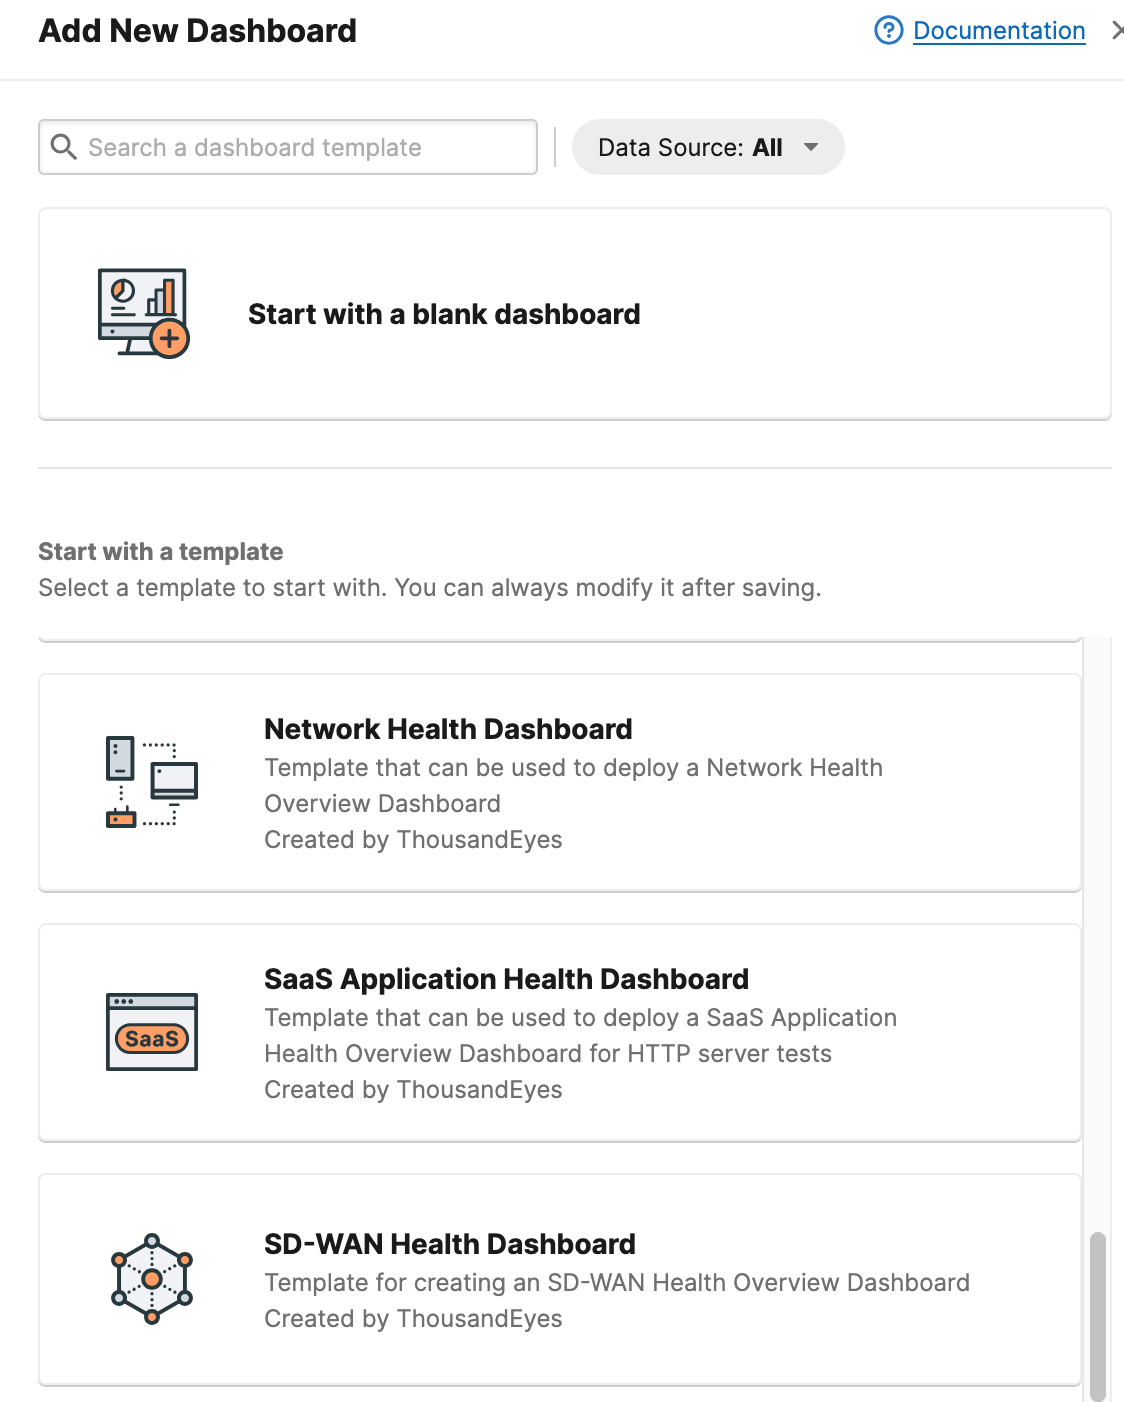 Add New Dashboard
Documentation
Search a dashboard template
Data Source: All
Start with a blank dashboard
Start with a template
Select a template to start with. You can always modify it after saving.
Network Health Dashboard
Template that can be used to deploy a Network Health
Overview Dashboard
Created by ThousandEyes
SaaS
SaaS Application Health Dashboard
Template that can be used to deploy a SaaS Application
Health Overview Dashboard for HTTP server tests
Created by ThousandEyes
SD-WAN Health Dashboard
Template for creating an SD-WAN Health Overview Dashboard
Created by ThousandEyes